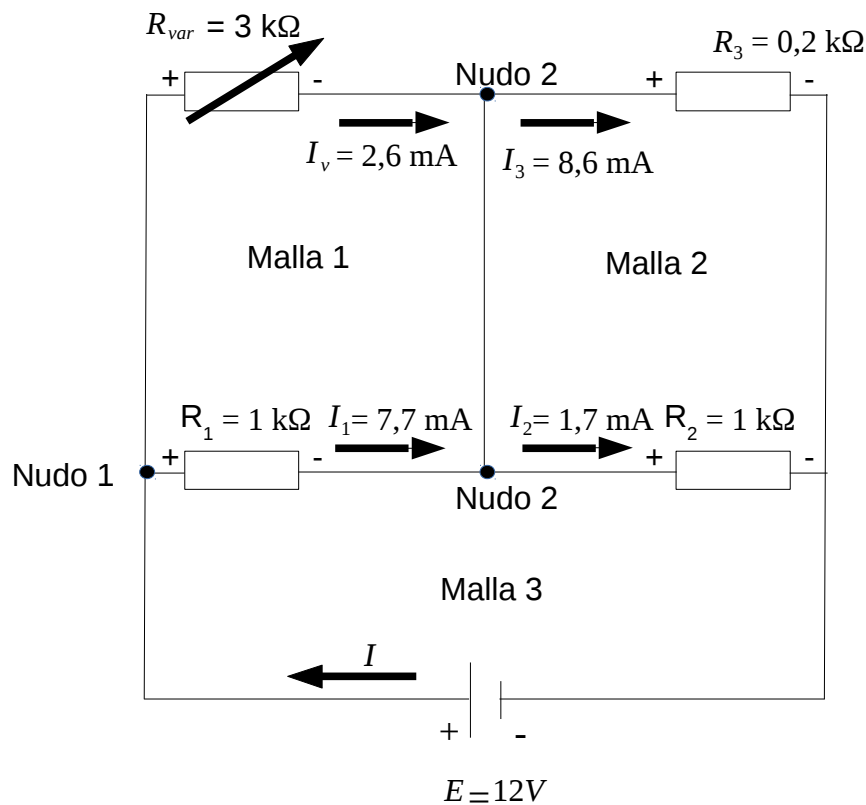 R_var = 3 kΩ
R_3 = 0,2 kΩ
+ - Nudo 2 + -
I_v = 2,6 mA
I_3 = 8,6 mA
Malla 1
Malla 2
R_1 = 1 kΩ
I_1 = 7,7 mA
I_2 = 1,7 mA
R_2 = 1 kΩ
+ - + -
Nudo 1
Nudo 2
Malla 3
I
+ -
E = 12V